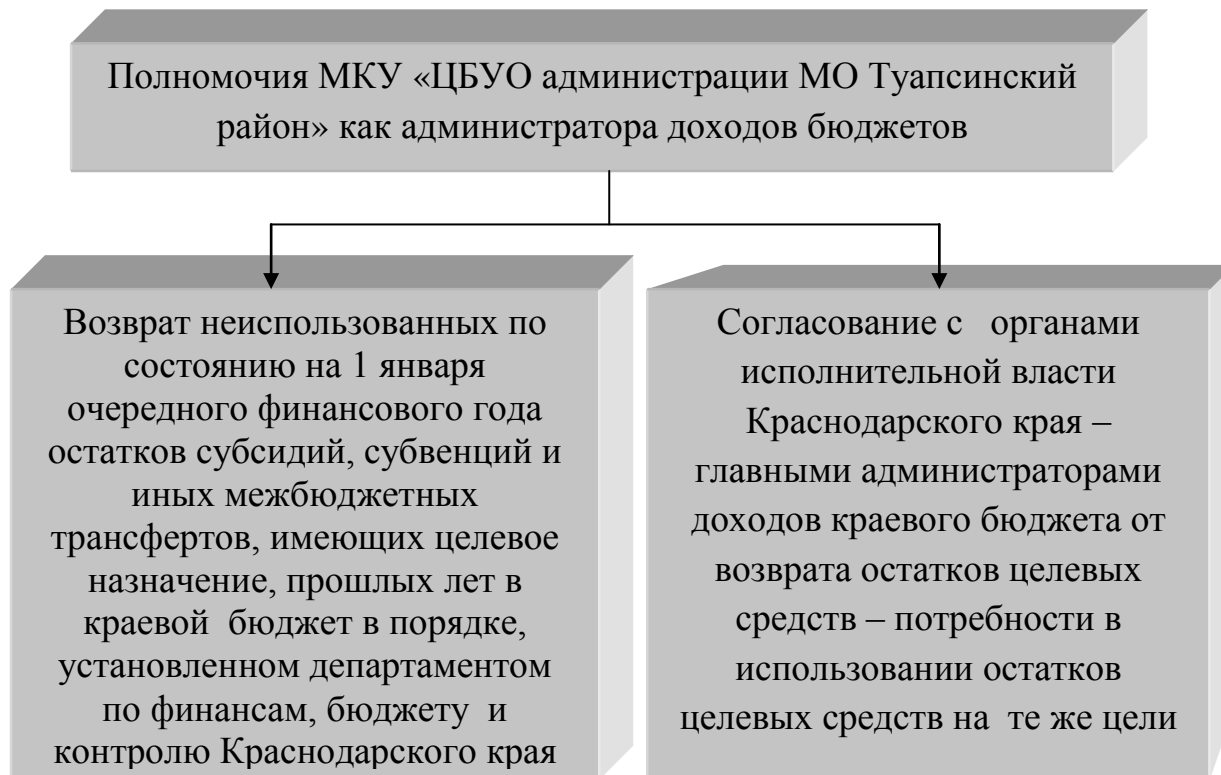 Полномочия МКУ «ЦБУО администрации МО Туапсинский
район» как администратора доходов бюджетов
Возврат неиспользованных по
состоянию на 1 января
очередного финансового года
остатков субсидий, субвенций и
иных межбюджетных
трансфертов, имеющих целевое
назначение, прошлых лет в
краевой бюджет в порядке,
установленном департаментом
по финансам, бюджету и
контролю Краснодарского края
Согласование с органами
исполнительной власти
Краснодарского края –
главными администраторами
доходов краевого бюджета от
возврата остатков целевых
средств – потребности в
использовании остатков
целевых средств на те же цели